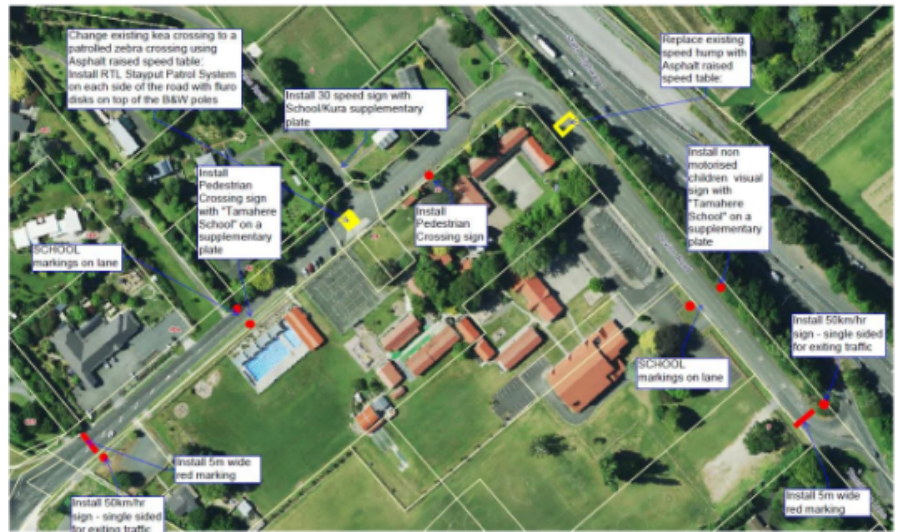 Change existing kea crossing to a
patrolled zebra crossing using
Asphalt raised speed table:
Install RTL Stayput Patrol System
on each side of the road with fluro
disks on top of the B&W poles
Replace existing
speed hump with
Asphalt raised
speed table:
Install 30 speed sign with
School/Kura supplementary
plate
Install
Pedestrian
Crossing sign
with "Tamahere
School" on a
supplementary
plate
Install
Pedestrian
Crossing sign
Install non
motorised
children visual
sign with
"Tamahere
School" on a
supplementary
plate
SCHOOL
markings on lane
Install 50km/hr
sign - single sided
for exiting traffic
SCHOOL
markings on lane
Install 5m wide
red marking
Install 50km/hr
sign - single sided
for exiting traffic
Install 5m wide
red marking